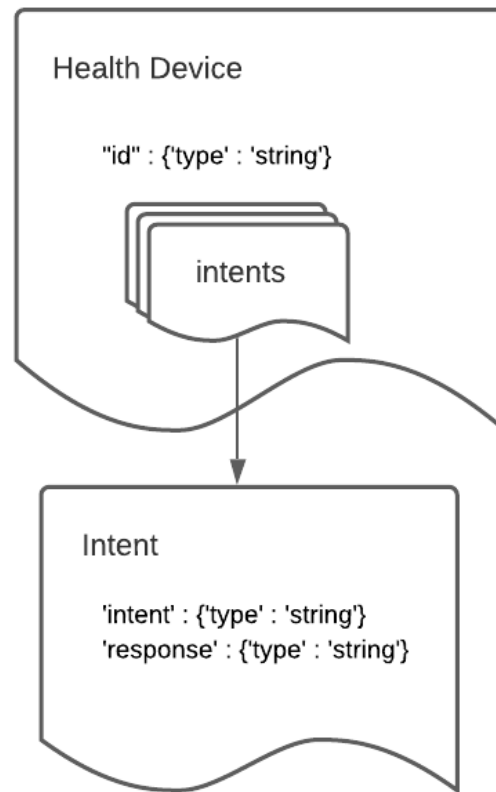 Health Device
"id" : {'type' : 'string'}
intents
Intent
'intent' : {'type' : 'string'}
'response' : {'type' : 'string'}